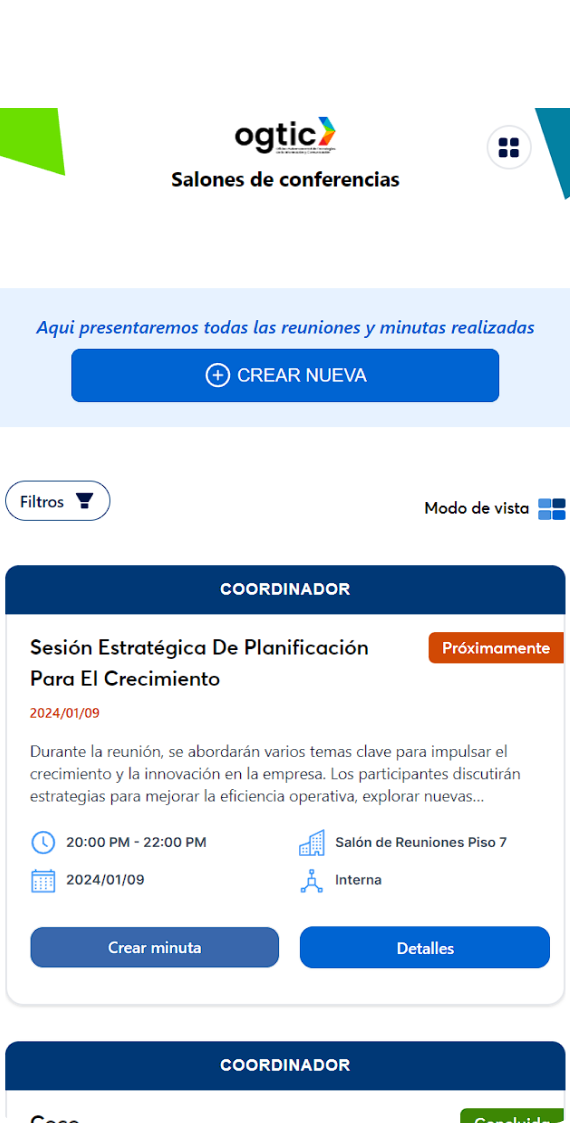 ogtic
Salones de conferencias
Aqui presentaremos todas las reuniones y minutas realizadas
CREAR NUEVA
Filtros
Modo de vista
COORDINADOR
Sesión Estratégica De Planificación
Para El Crecimiento
Próximamente
2024/01/09
Durante la reunión, se abordarán varios temas clave para impulsar el
crecimiento y la innovación en la empresa. Los participantes discutirán
estrategias para mejorar la eficiencia operativa, explorar nuevas...
20:00 PM - 22:00 PM
Salón de Reuniones Piso 7
2024/01/09
Interna
Crear minuta
Detalles
COORDINADOR
Concluida